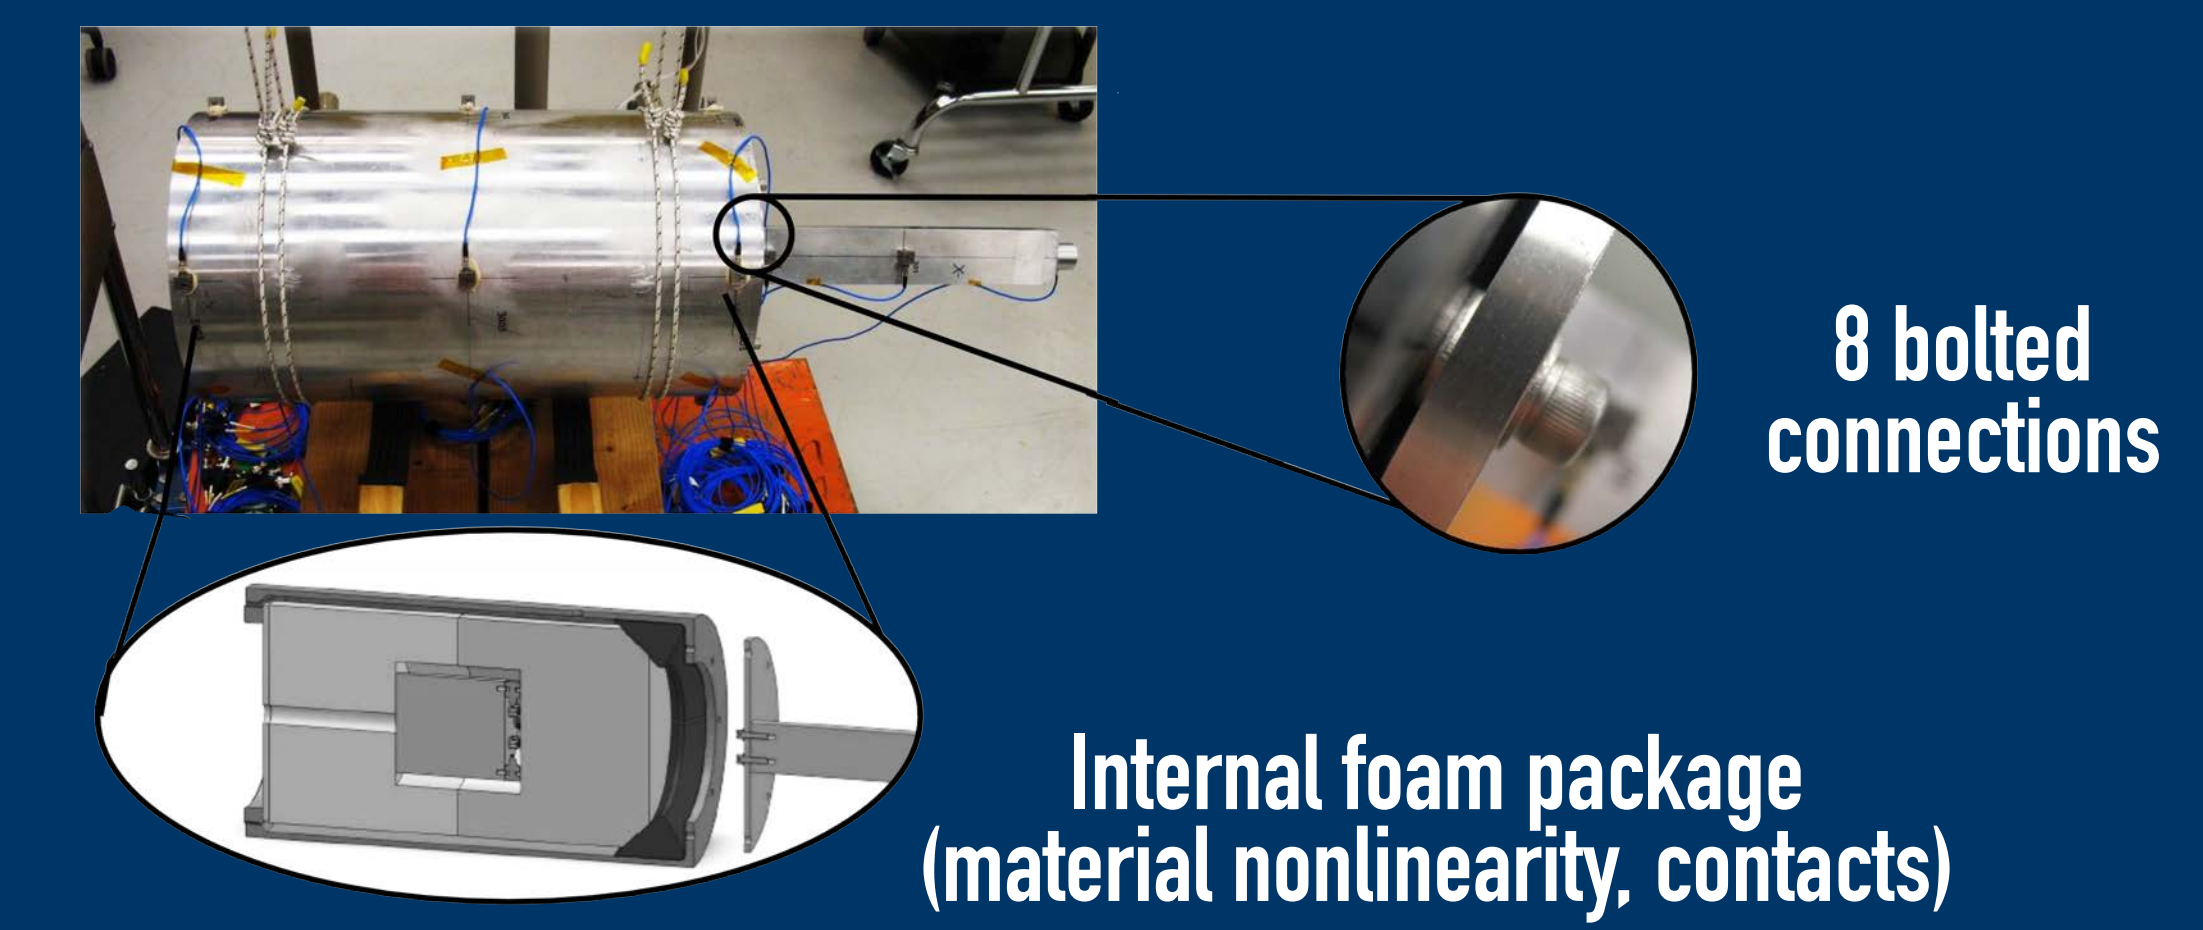 8 bolted
connections
Internal foam package
(material nonlinearity, contacts)